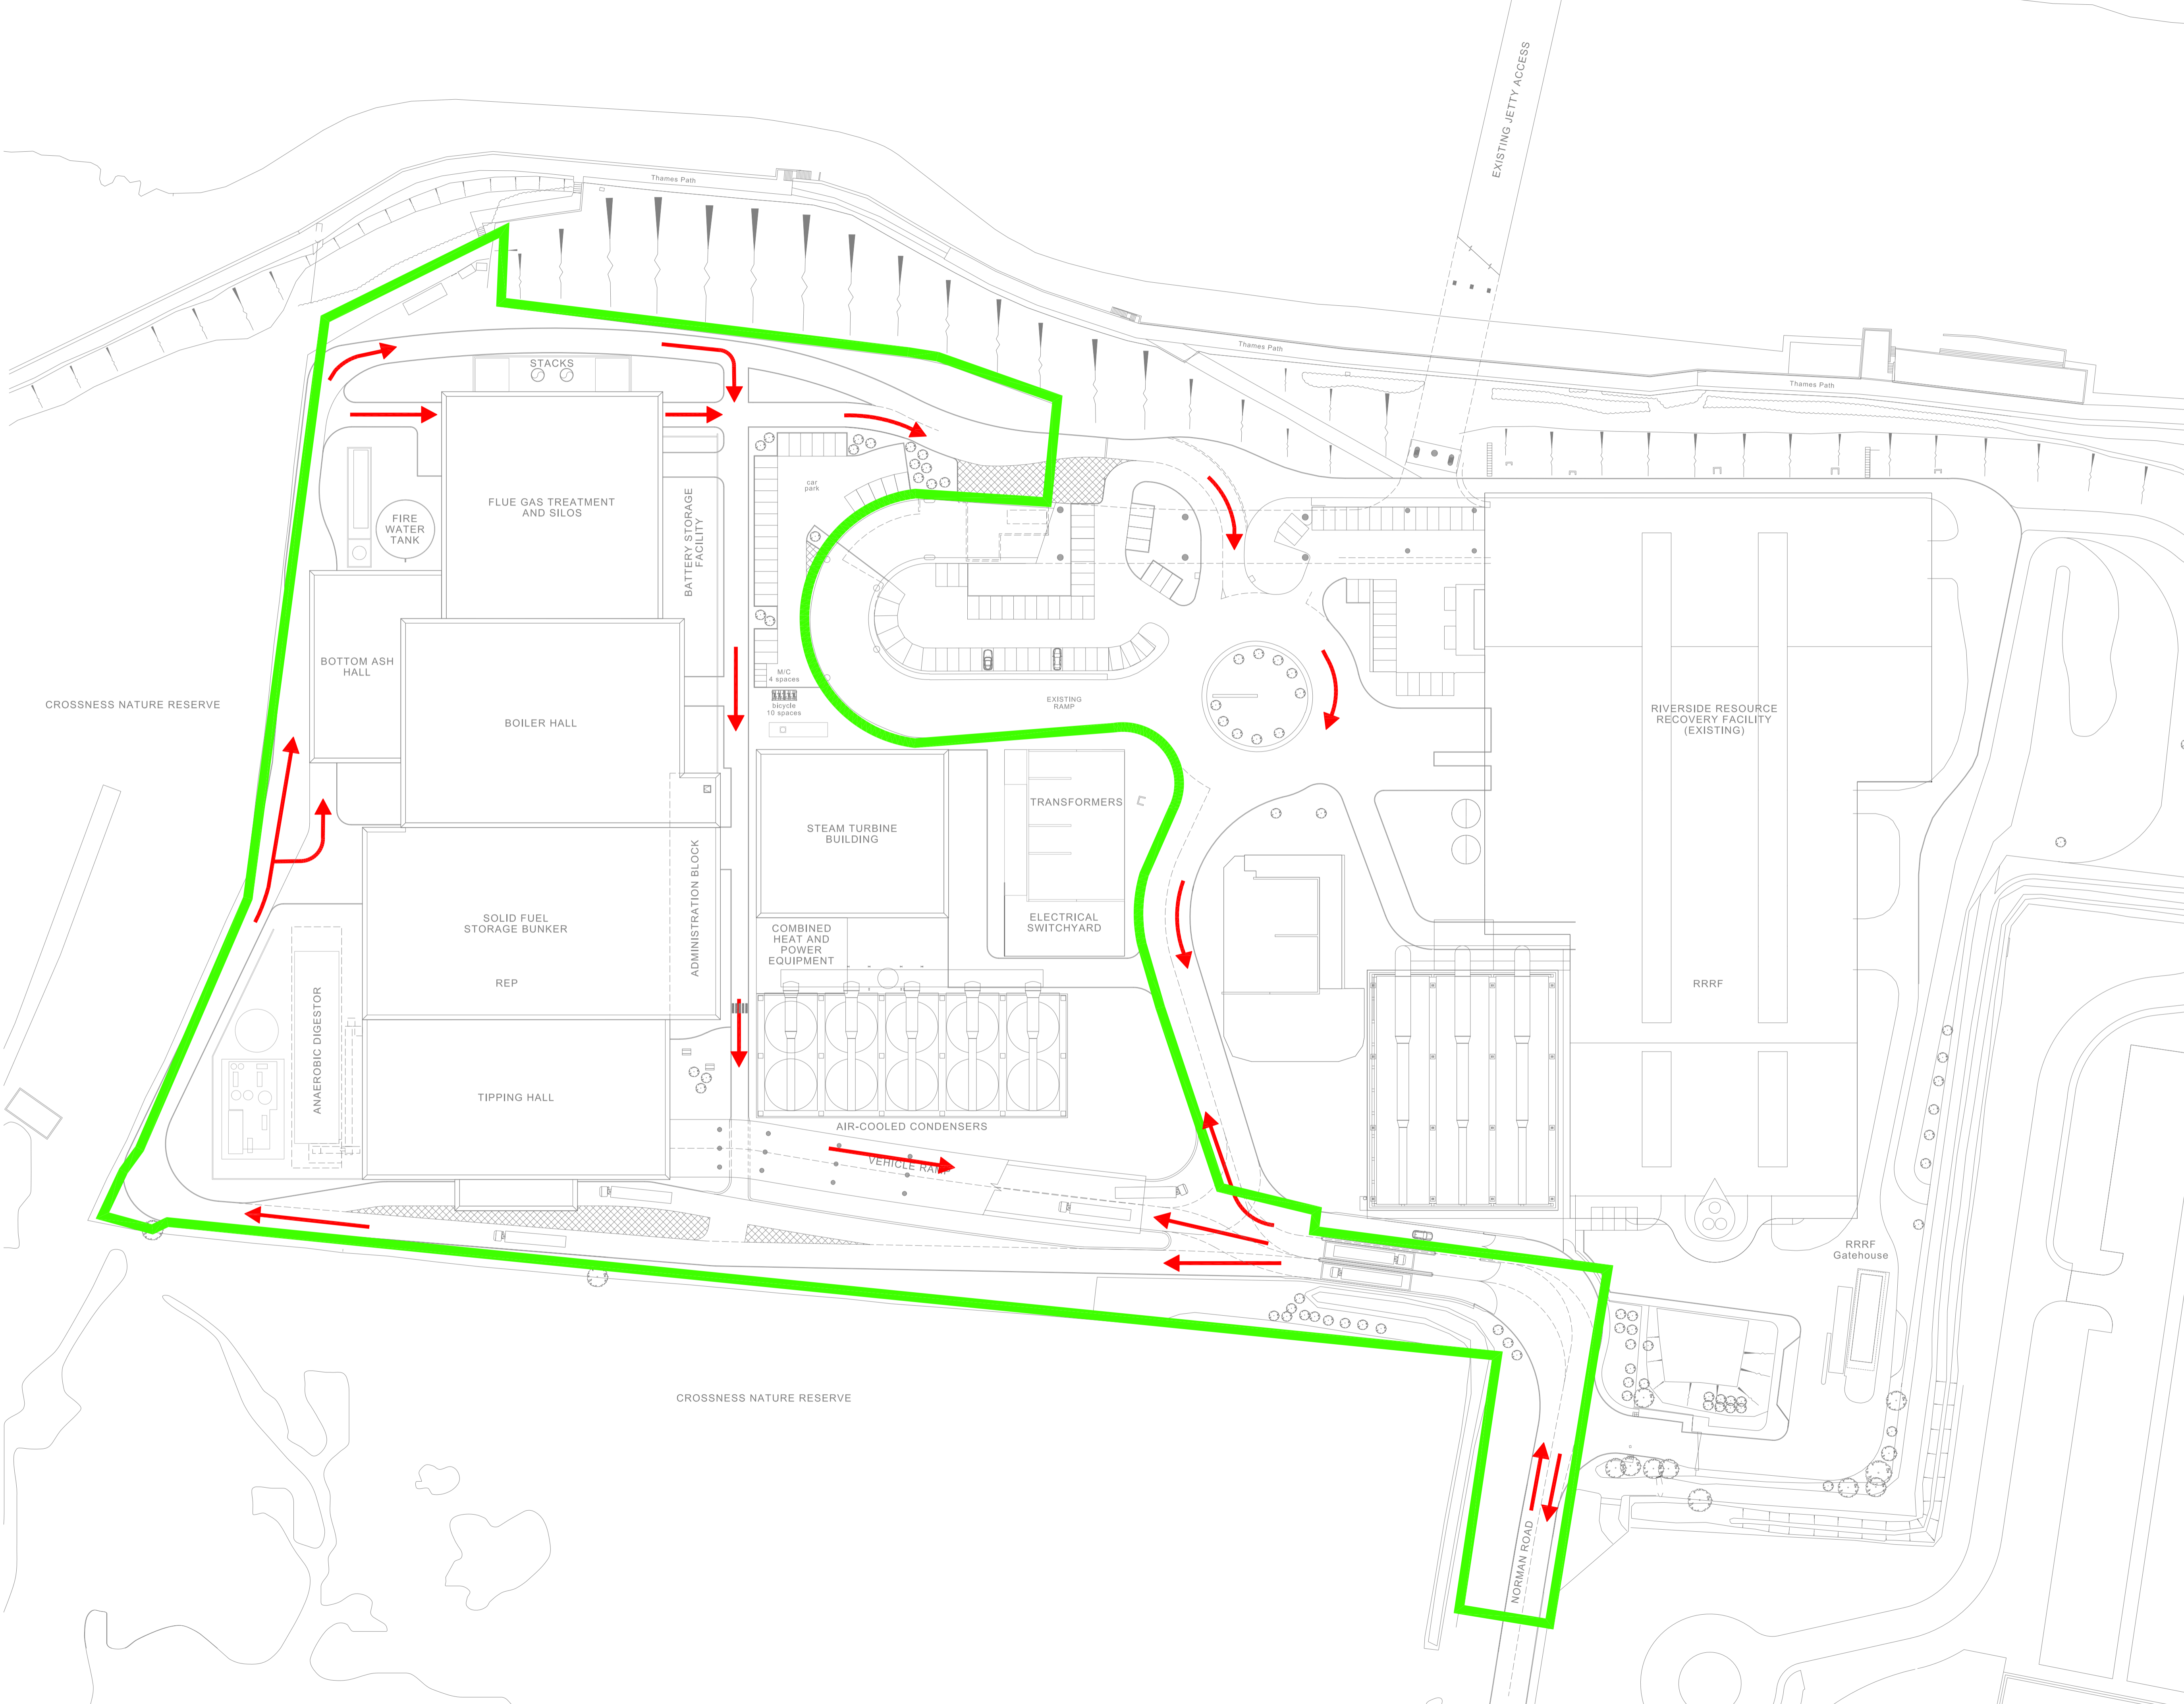 EXISTING JETTY ACCESS
Thames Path
Thames Path
Thames Path
STACKS
FLUE GAS TREATMENT
AND SILOS
FIRE
WATER
TANK
BATTERY STORAGE
FACILITY
car
park
BOTTOM ASH
HALL
CROSSNESS NATURE RESERVE
BOILER HALL
M/C
4 spaces
bicycle
10 spaces
EXISTING
RAMP
RIVERSIDE RESOURCE
RECOVERY FACILITY
(EXISTING)
TRANSFORMERS
STEAM TURBINE
BUILDING
SOLID FUEL
STORAGE BUNKER
ADMINISTRATION BLOCK
COMBINED
HEAT AND
POWER
EQUIPMENT
ELECTRICAL
SWITCHYARD
REP
RRRF
ANAEROBIC DIGESTOR
TIPPING HALL
AIR-COOLED CONDENSERS
VEHICLE RAMP
RRRF
Gatehouse
CROSSNESS NATURE RESERVE
NORMAN ROAD